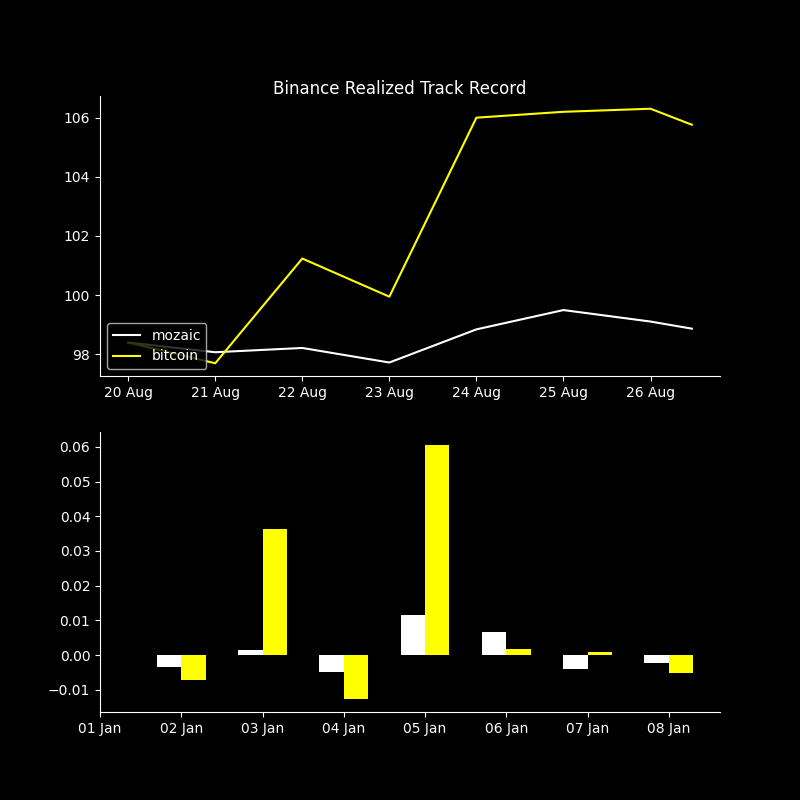 Binance Realized Track Record
106
104
102
100
98
mozaic
bitcoin
20 Aug 21 Aug 22 Aug 23 Aug 24 Aug 25 Aug 26 Aug
0.06
0.05
0.04
0.03
0.02
0.01
0.00
−0.01
01 Jan 02 Jan 03 Jan 04 Jan 05 Jan 06 Jan 07 Jan 08 Jan